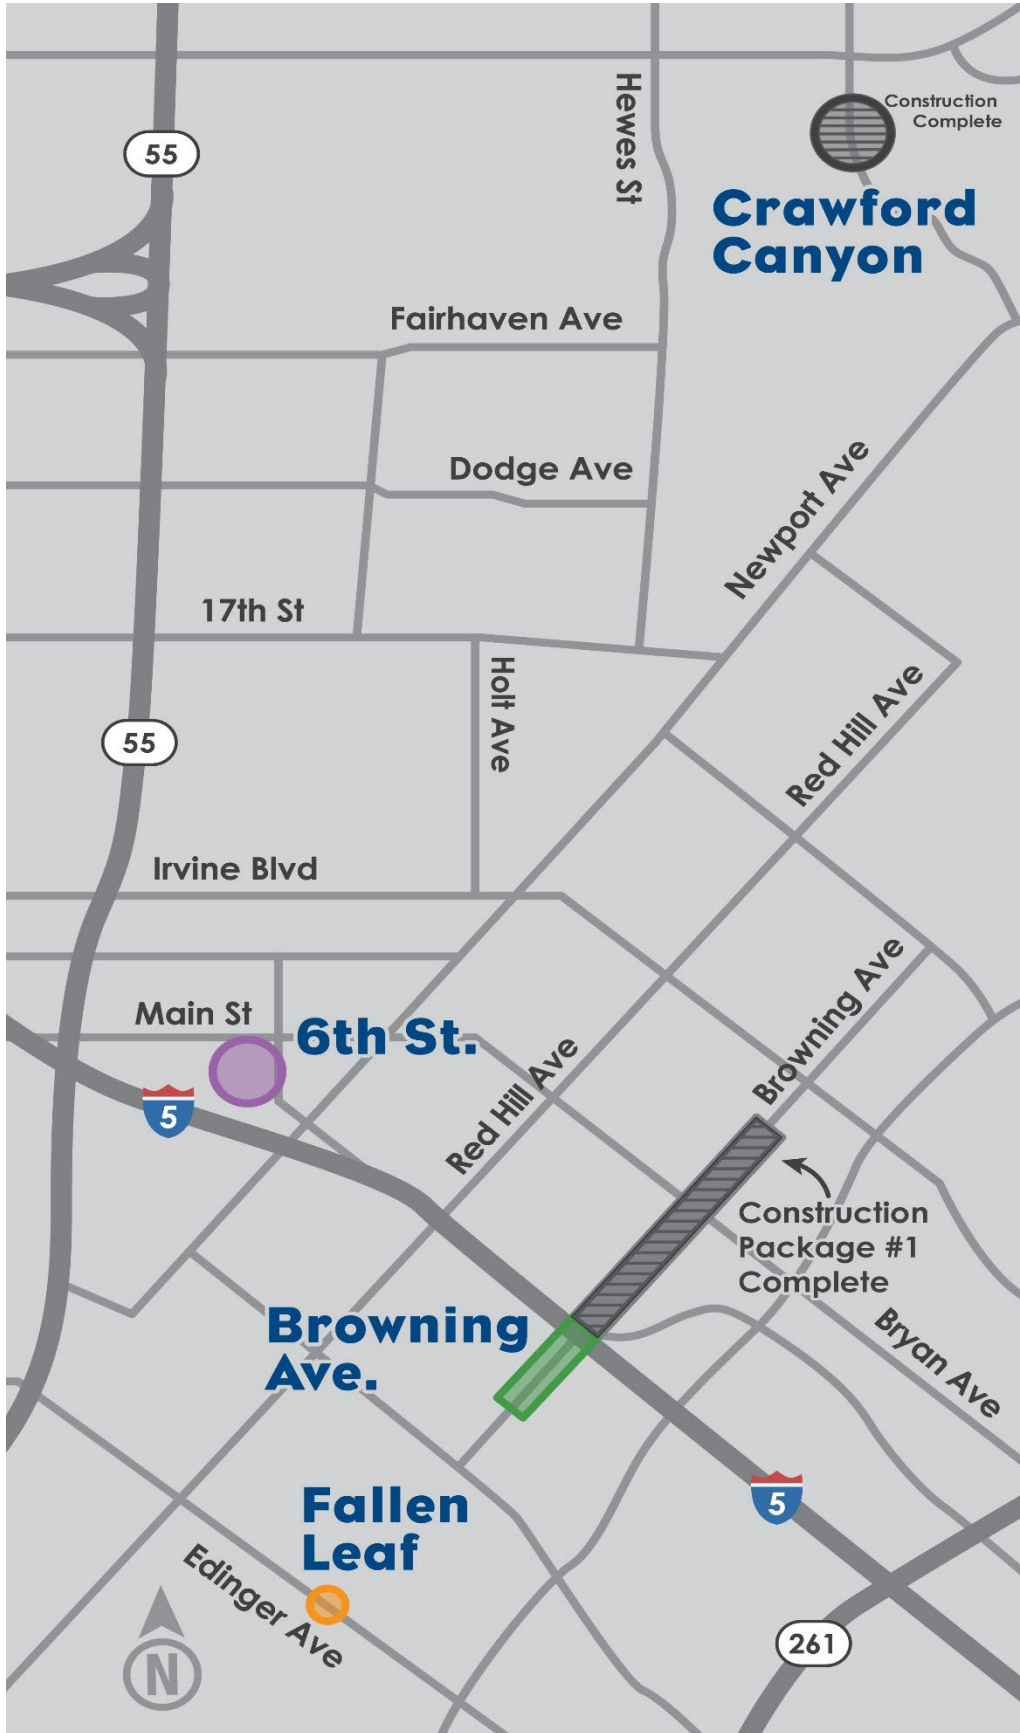 Construction
Complete
Hewes St
55
Crawford
Canyon
Fairhaven Ave
Dodge Ave
Newport Ave
17th St
Holt Ave
Red Hill Ave
55
Irvine Blvd
Browning Ave
Main St
6th St.
5
Red Hill Ave
Construction
Package #1
Complete
Browning
Ave.
Bryan Ave
5
Fallen
Leaf
Edinger Ave
261
N